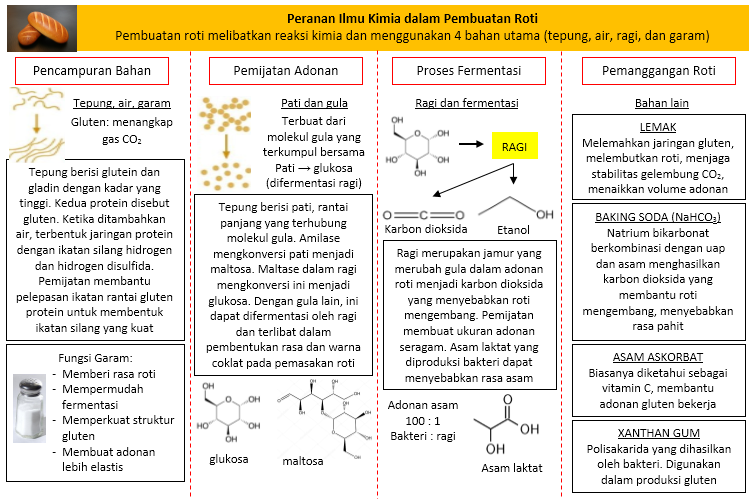 Peranan Ilmu Kimia dalam Pembuatan Roti
Pembuatan roti melibatkan reaksi kimia dan menggunakan 4 bahan utama (tepung, air, ragi, dan garam)
Pencampuran Bahan
Tepung, air, garam
Gluten: menangkap
gas CO₂
Tepung berisi glutein dan
gladin dengan kadar yang
tinggi. Kedua protein disebut
gluten. Ketika ditambahkan
air, terbentuk jaringan protein
dengan ikatan silang hidrogen
dan hidrogen disulfida.
Pemijatan membantu
pelepasan ikatan rantai gluten
protein untuk membentuk
ikatan silang yang kuat
Fungsi Garam:
- Memberi rasa roti
- Mempermudah
fermentasi
- Memperkuat struktur
gluten
- Membuat adonan
lebih elastis
Pemijatan Adonan
Pati dan gula
Terbuat dari
molekul gula yang
terkumpul bersama
Pati → glukosa
(difermentasi ragi)
Tepung berisi pati, rantai
panjang yang terhubung
molekul gula. Amilase
mengkonversi pati menjadi
maltosa. Maltase dalam ragi
mengkonversi ini menjadi
glukosa. Dengan gula lain, ini
dapat difermentasi oleh ragi
dan terlibat dalam
pembentukan rasa dan warna
coklat pada pemasakan roti
glukosa
maltosa
Proses Fermentasi
Ragi dan fermentasi
RAGI
Karbon dioksida
Etanol
Ragi merupakan jamur yang
merubah gula dalam adonan
roti menjadi karbon dioksida
yang menyebabkan roti
mengembang. Pemijatan
membuat ukuran adonan
seragam. Asam laktat yang
diproduksi bakteri dapat
menyebabkan rasa asam
Adonan asam
100 : 1
Bakteri : ragi
Asam laktat
Pemanggangan Roti
Bahan lain
LEMAK
Melemahkan jaringan gluten,
melembutkan roti, menjaga
stabilitas gelembung CO₂,
menaikkan volume adonan
BAKING SODA (NaHCO₃)
Natrium bikarbonat
berkombinasi dengan uap
dan asam menghasilkan
karbon dioksida yang
membantu roti
mengembang, menyebabkan
rasa pahit
ASAM ASKORBAT
Biasanya diketahui sebagai
vitamin C, membantu
adonan gluten bekerja
XANTHAN GUM
Polisakarida yang dihasilkan
oleh bakteri. Digunakan
dalam produksi gluten